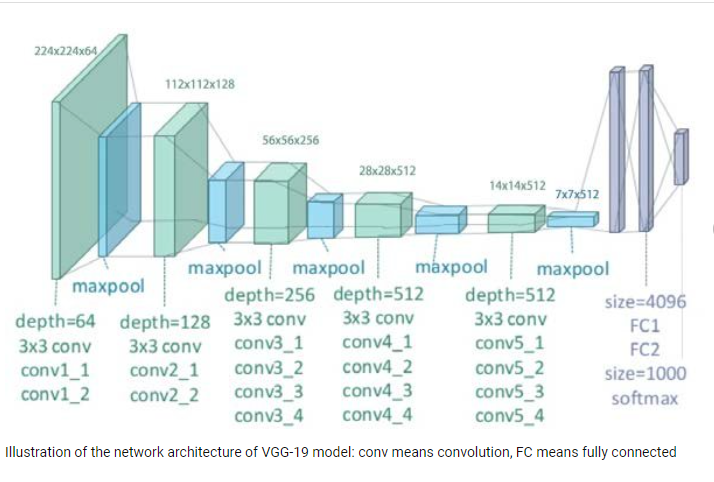 224x224x64
112x112x128
56x56x256
28x28x512
14x14x512
7x7x512
maxpool
maxpool
maxpool
maxpool
maxpool
depth=64
3x3 conv
conv1_1
conv1_2
depth=128
3x3 conv
conv2_1
conv2_2
depth=256
3x3 conv
conv3_1
conv3_2
conv3_3
conv3_4
depth=512
3x3 conv
conv4_1
conv4_2
conv4_3
conv4_4
depth=512
3x3 conv
conv5_1
conv5_2
conv5_3
conv5_4
size=4096
FC1
FC2
size=1000
softmax
Illustration of the network architecture of VGG-19 model: conv means convolution, FC means fully connected